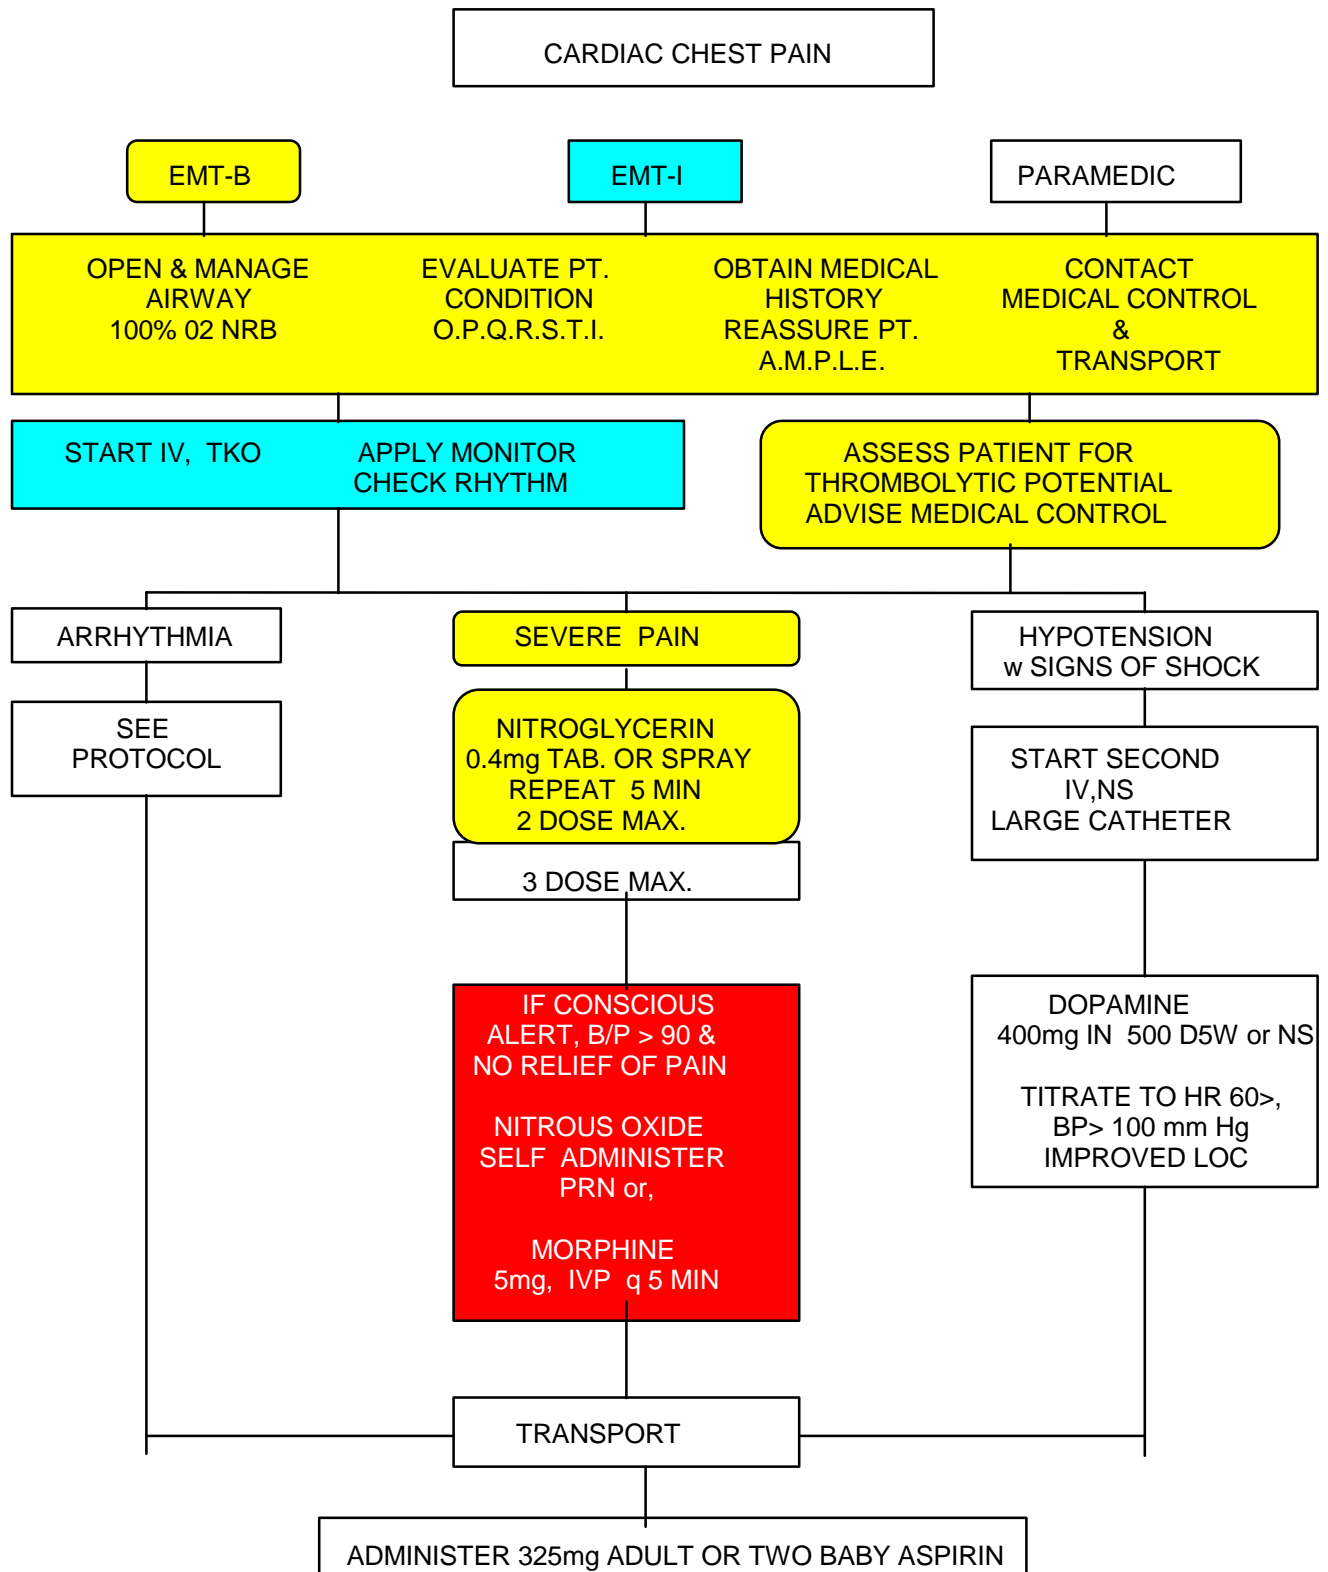 CARDIAC CHEST PAIN
EMT-B
EMT-I
PARAMEDIC
OPEN & MANAGE
AIRWAY
100% 02 NRB
EVALUATE PT.
CONDITION
O.P.Q.R.S.T.I.
OBTAIN MEDICAL
HISTORY
REASSURE PT.
A.M.P.L.E.
CONTACT
MEDICAL CONTROL
&
TRANSPORT
START IV, TKO
APPLY MONITOR
CHECK RHYTHM
ASSESS PATIENT FOR
THROMBOLYTIC POTENTIAL
ADVISE MEDICAL CONTROL
ARRHYTHMIA
SEE
PROTOCOL
SEVERE PAIN
NITROGLYCERIN
0.4mg TAB. OR SPRAY
REPEAT 5 MIN
2 DOSE MAX.
3 DOSE MAX.
IF CONSCIOUS
ALERT, B/P > 90 &
NO RELIEF OF PAIN
NITROUS OXIDE
SELF ADMINISTER
PRN or,
MORPHINE
5mg, IVP q 5 MIN
HYPOTENSION
w SIGNS OF SHOCK
START SECOND
IV,NS
LARGE CATHETER
DOPAMINE
400mg IN 500 D5W or NS
TITRATE TO HR 60>,
BP> 100 mm Hg
IMPROVED LOC
TRANSPORT
ADMINISTER 325mg ADULT OR TWO BABY ASPIRIN